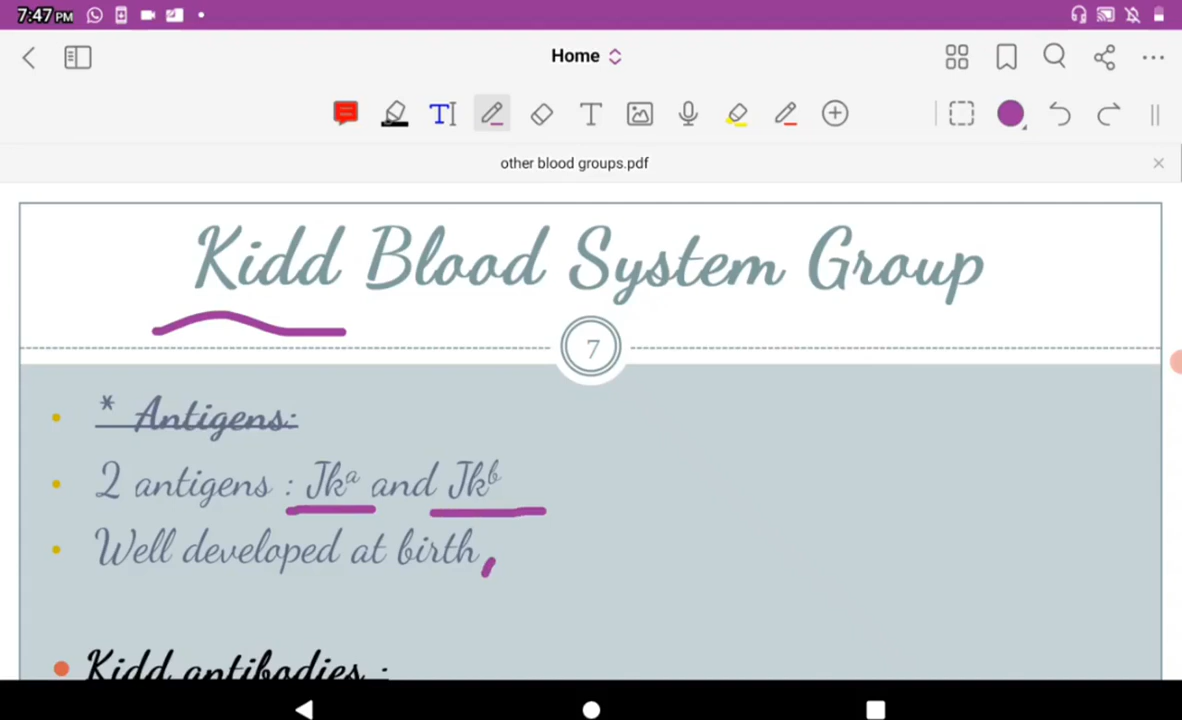 7:47 PM
Home
other blood groups.pdf
Kidd Blood System Group
7
* Antigens:
2 antigens : Jkᵃ and Jkᵇ
Well developed at birth
Kidd antibodies :